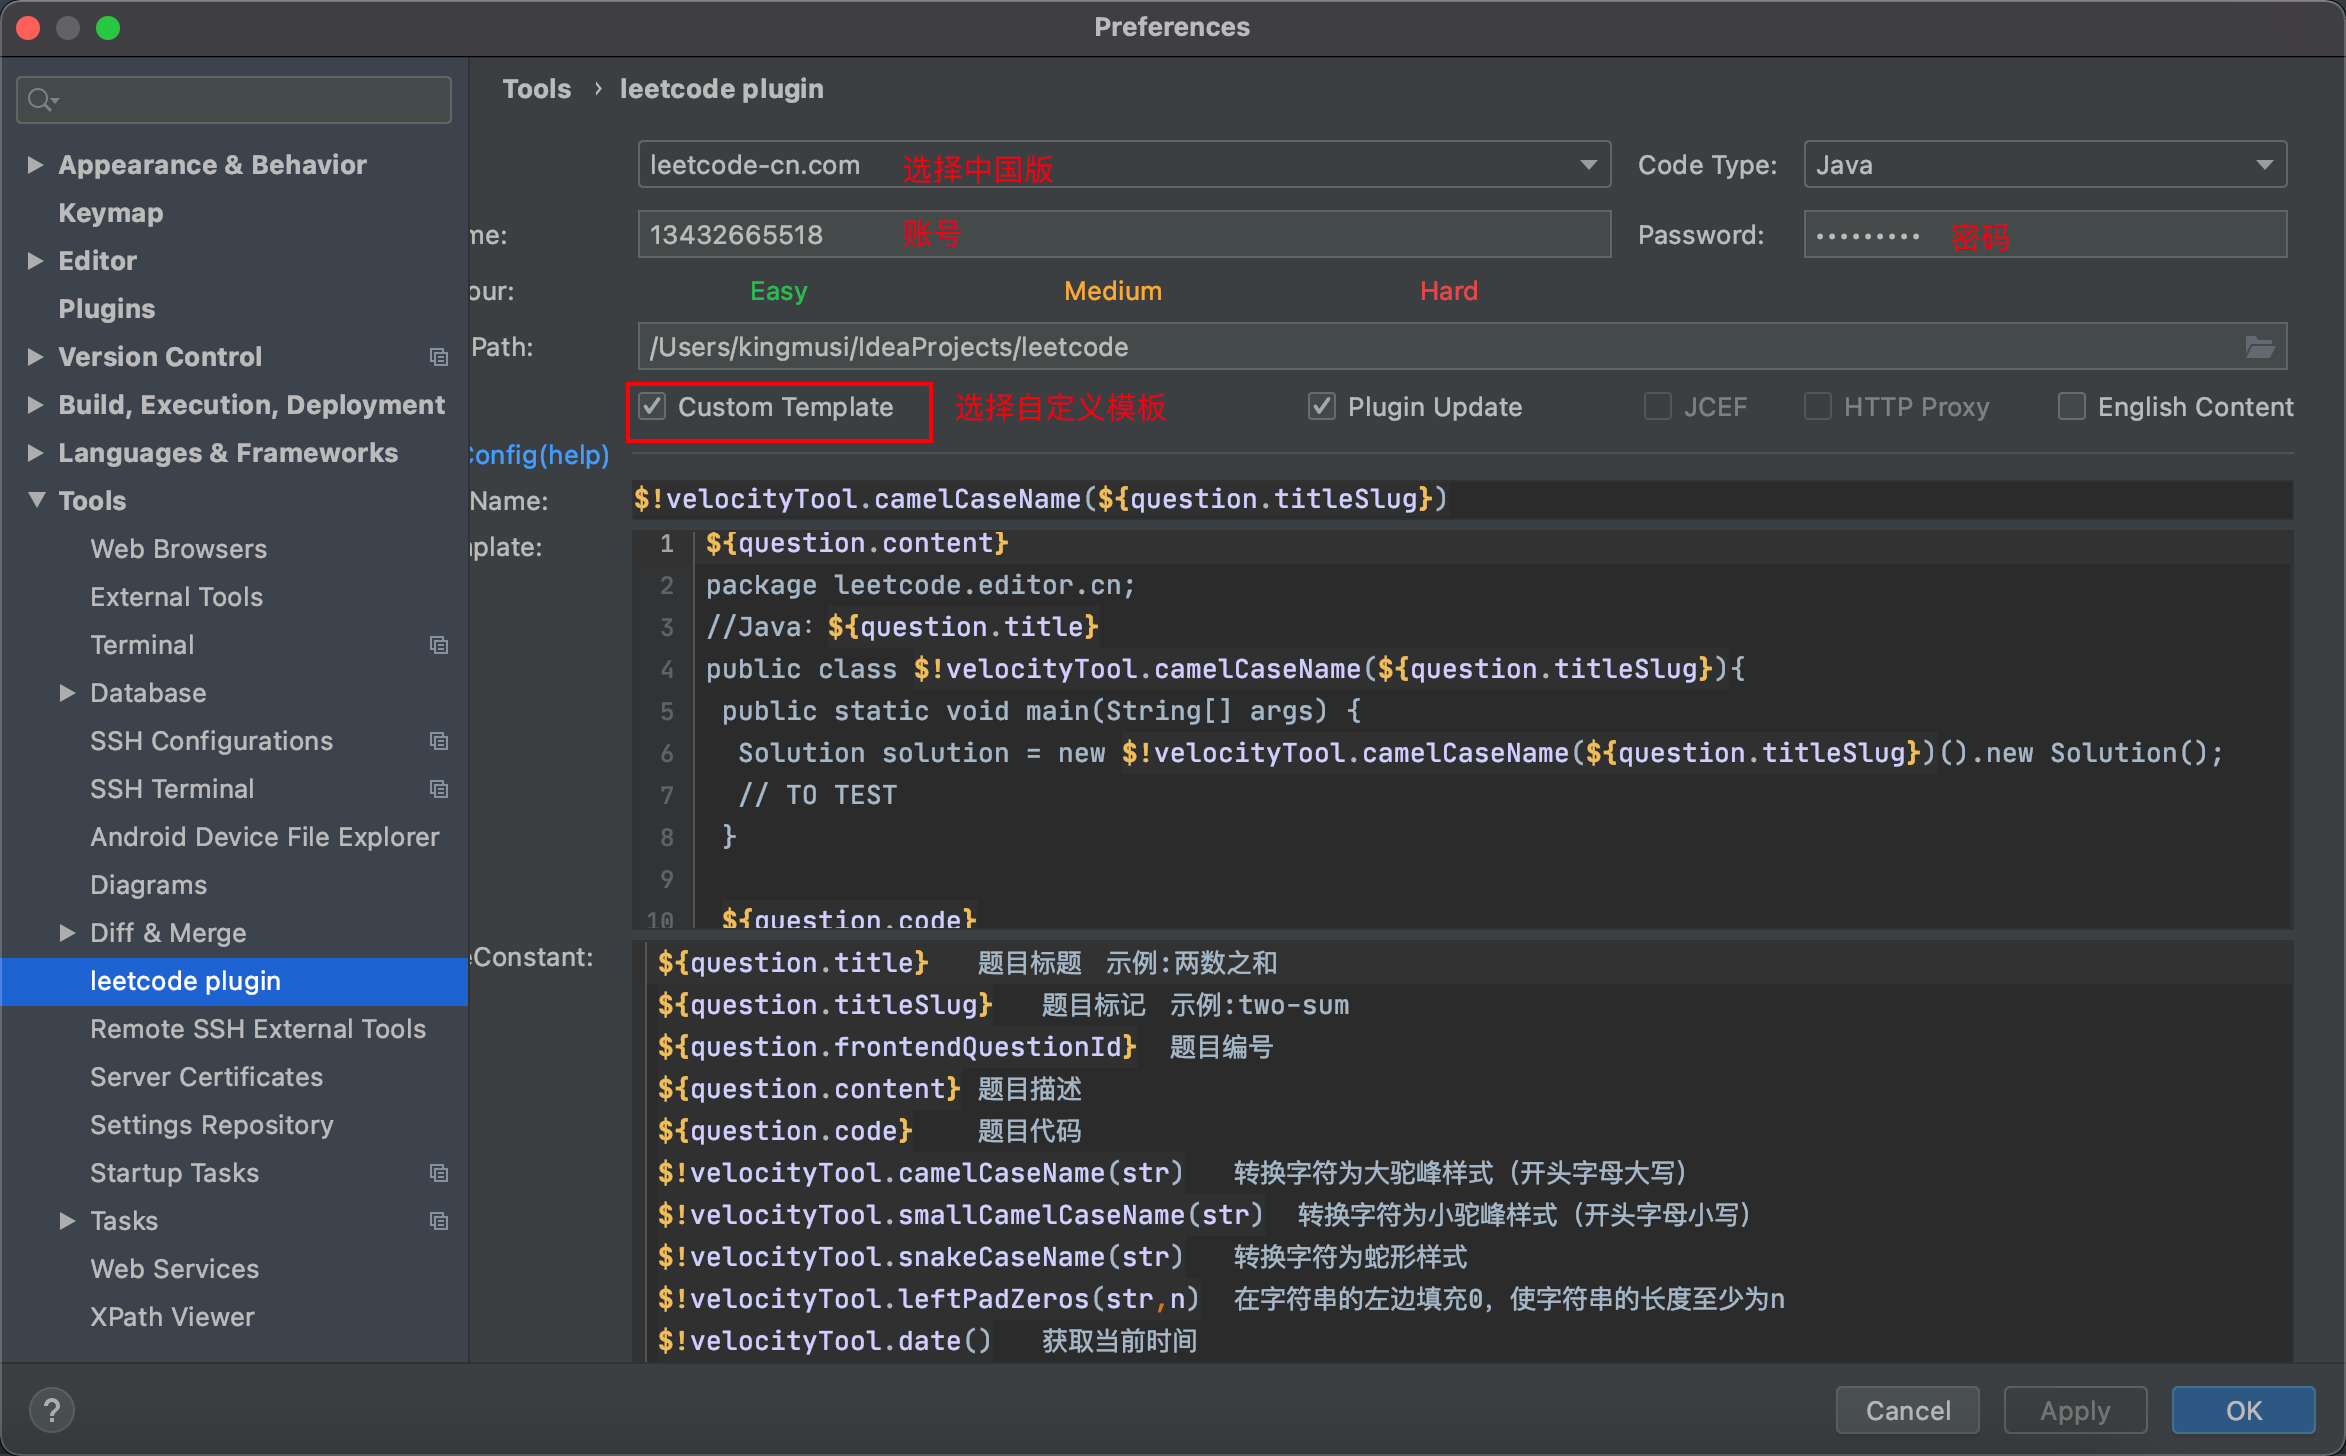 Preferences
Tools › leetcode plugin
Appearance & Behavior
Keymap
Editor
Plugins
Version Control
Build, Execution, Deployment
Languages & Frameworks
Tools
Web Browsers
External Tools
Terminal
Database
SSH Configurations
SSH Terminal
Android Device File Explorer
Diagrams
Diff & Merge
leetcode plugin
Remote SSH External Tools
Server Certificates
Settings Repository
Startup Tasks
Tasks
Web Services
XPath Viewer
leetcode-cn.com 选择中国版 Code Type: Java
me: 13432665518 账号 Password: ••••••••• 密码
our: Easy Medium Hard
Path: /Users/kingmusi/IdeaProjects/leetcode
Custom Template 选择自定义模板 Plugin Update JCEF HTTP Proxy English Content
Config(help)
Name: $!velocityTool.camelCaseName(${question.titleSlug})
plate:
1 ${question.content}
2 package leetcode.editor.cn;
3 //Java: ${question.title}
4 public class $!velocityTool.camelCaseName(${question.titleSlug}){
5 public static void main(String[] args) {
6 Solution solution = new $!velocityTool.camelCaseName(${question.titleSlug})().new Solution();
7 // TO TEST
8 }
9
10 ${question.code}
eConstant:
${question.title} 题目标题 示例:两数之和
${question.titleSlug} 题目标记 示例:two-sum
${question.frontendQuestionId} 题目编号
${question.content} 题目描述
${question.code} 题目代码
$!velocityTool.camelCaseName(str) 转换字符为大驼峰样式（开头字母大写）
$!velocityTool.smallCamelCaseName(str) 转换字符为小驼峰样式（开头字母小写）
$!velocityTool.snakeCaseName(str) 转换字符为蛇形样式
$!velocityTool.leftPadZeros(str,n) 在字符串的左边填充0，使字符串的长度至少为n
$!velocityTool.date() 获取当前时间
? Cancel Apply OK